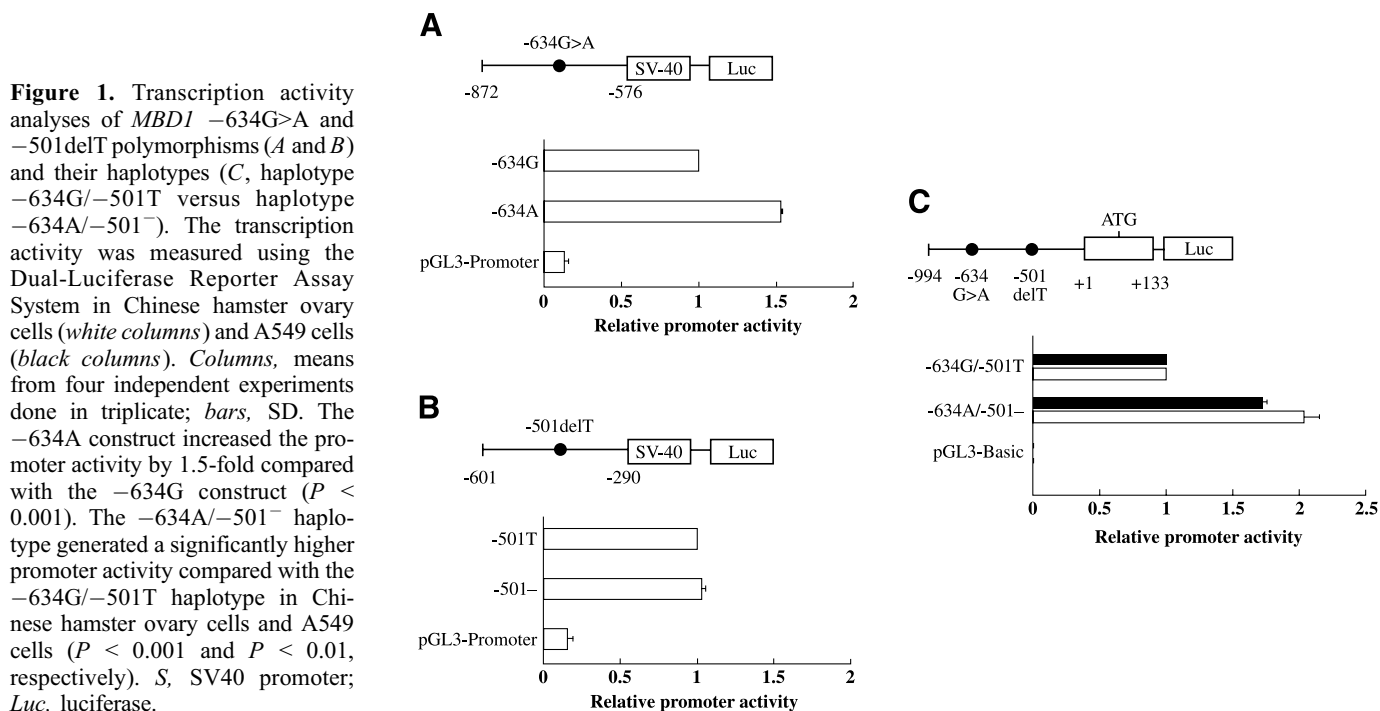 Figure 1. Transcription activity
analyses of MBD1 −634G>A and
−501delT polymorphisms (A and B)
and their haplotypes (C, haplotype
−634G/−501T versus haplotype
−634A/−501⁻). The transcription
activity was measured using the
Dual-Luciferase Reporter Assay
System in Chinese hamster ovary
cells (white columns) and A549 cells
(black columns). Columns, means
from four independent experiments
done in triplicate; bars, SD. The
−634A construct increased the pro-
moter activity by 1.5-fold compared
with the −634G construct (P <
0.001). The −634A/−501⁻ haplo-
type generated a significantly higher
promoter activity compared with the
−634G/−501T haplotype in Chi-
nese hamster ovary cells and A549
cells (P < 0.001 and P < 0.01,
respectively). S, SV40 promoter;
Luc, luciferase.
A
-634G>A
SV-40 Luc
-872 -576
-634G
-634A
pGL3-Promoter
0 0.5 1 1.5 2
Relative promoter activity
B
-501delT
SV-40 Luc
-601 -290
-501T
-501–
pGL3-Promoter
0 0.5 1 1.5 2
Relative promoter activity
C
ATG
Luc
-994 -634 -501 +1 +133
G>A delT
-634G/-501T
-634A/-501–
pGL3-Basic
0 0.5 1 1.5 2 2.5
Relative promoter activity